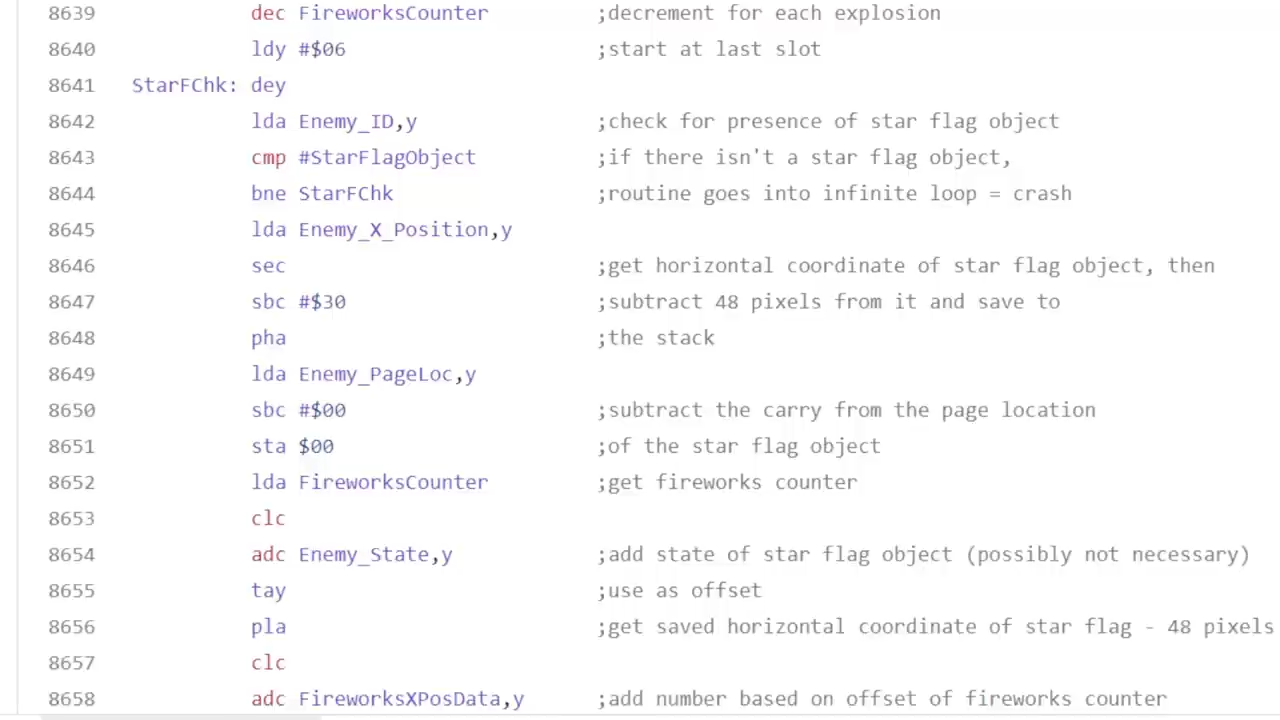 8639 dec FireworksCounter ;decrement for each explosion
8640 ldy #$06 ;start at last slot
8641 StarFChk: dey
8642 lda Enemy_ID,y ;check for presence of star flag object
8643 cmp #StarFlagObject ;if there isn't a star flag object,
8644 bne StarFChk ;routine goes into infinite loop = crash
8645 lda Enemy_X_Position,y
8646 sec ;get horizontal coordinate of star flag object, then
8647 sbc #$30 ;subtract 48 pixels from it and save to
8648 pha ;the stack
8649 lda Enemy_PageLoc,y
8650 sbc #$00 ;subtract the carry from the page location
8651 sta $00 ;of the star flag object
8652 lda FireworksCounter ;get fireworks counter
8653 clc
8654 adc Enemy_State,y ;add state of star flag object (possibly not necessary)
8655 tay ;use as offset
8656 pla ;get saved horizontal coordinate of star flag - 48 pixels
8657 clc
8658 adc FireworksXPosData,y ;add number based on offset of fireworks counter